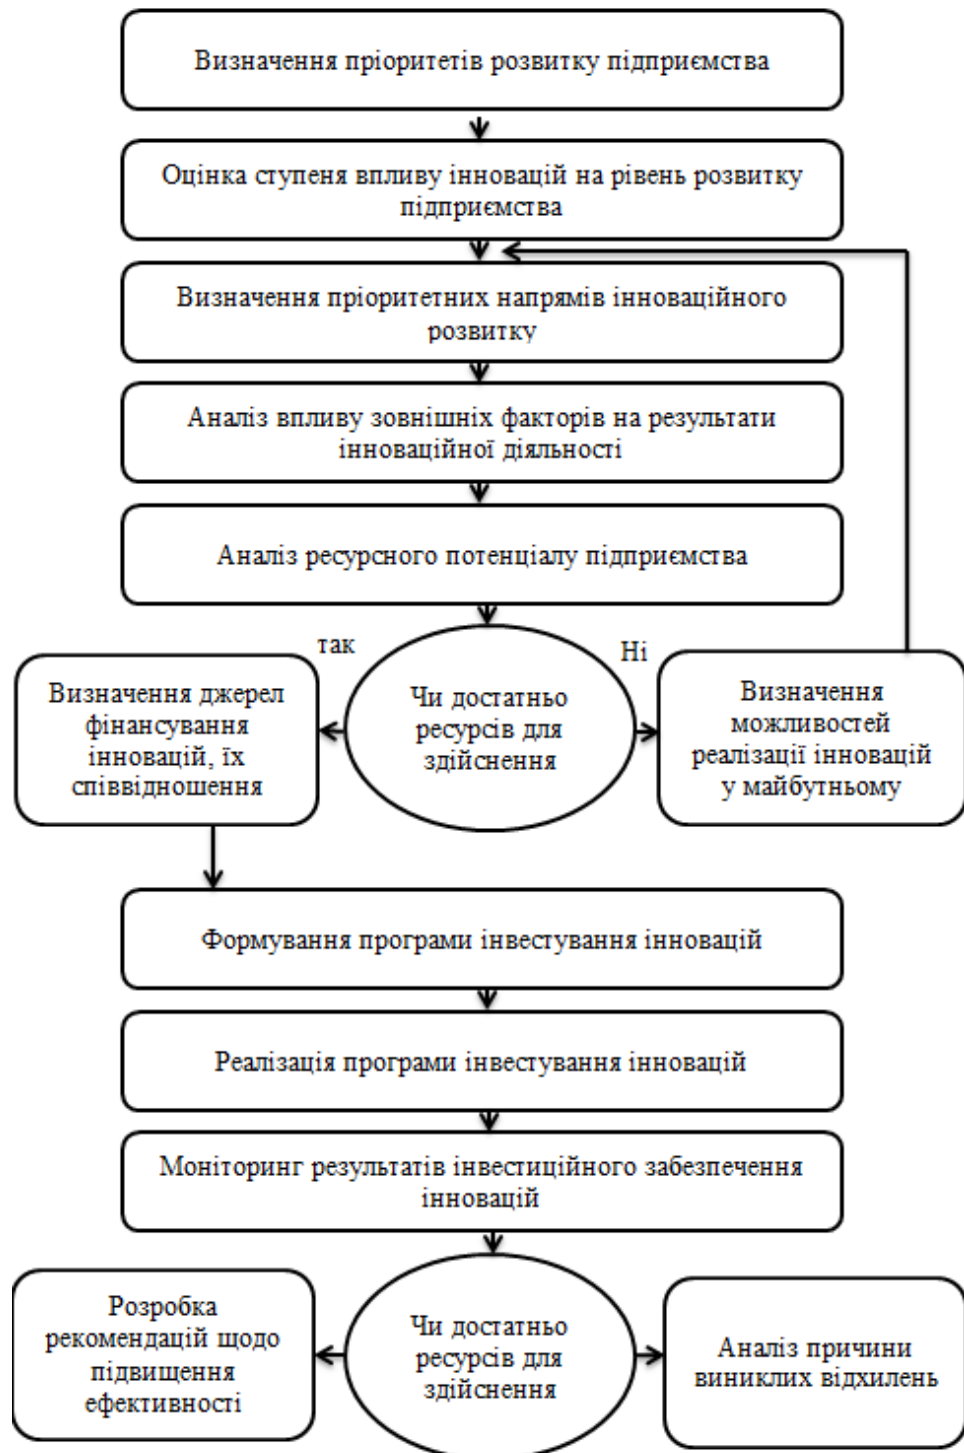 Визначення пріоритетів розвитку підприємства
Оцінка ступеня впливу інновацій на рівень розвитку
підприємства
Визначення пріоритетних напрямів інноваційного
розвитку
Аналіз впливу зовнішніх факторів на результати
інноваційної діяльності
Аналіз ресурсного потенціалу підприємства
так
Ні
Визначення джерел
фінансування
інновацій, їх
співвідношення
Чи достатньо
ресурсів для
здійснення
Визначення
можливостей
реалізації інновацій
у майбутньому
Формування програми інвестування інновацій
Реалізація програми інвестування інновацій
Моніторинг результатів інвестиційного забезпечення
інновацій
Розробка
рекомендацій щодо
підвищення
ефективності
Чи достатньо
ресурсів для
здійснення
Аналіз причини
виниклих відхилень